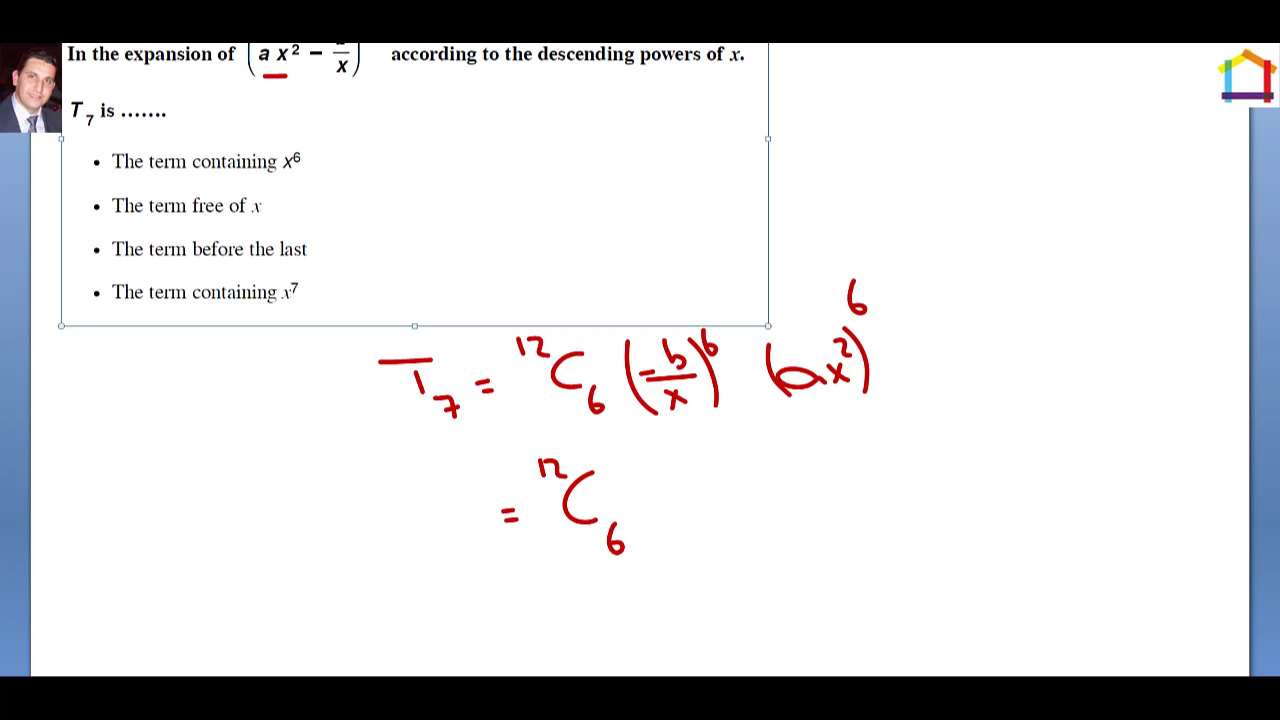 In the expansion of (a x² − /x) according to the descending powers of x.
T₇ is .......
• The term containing x⁶
• The term free of x
• The term before the last
• The term containing x⁷
T₇ = ¹²C₆ (−b/x)⁶ (ax²)⁶
= ¹²C₆